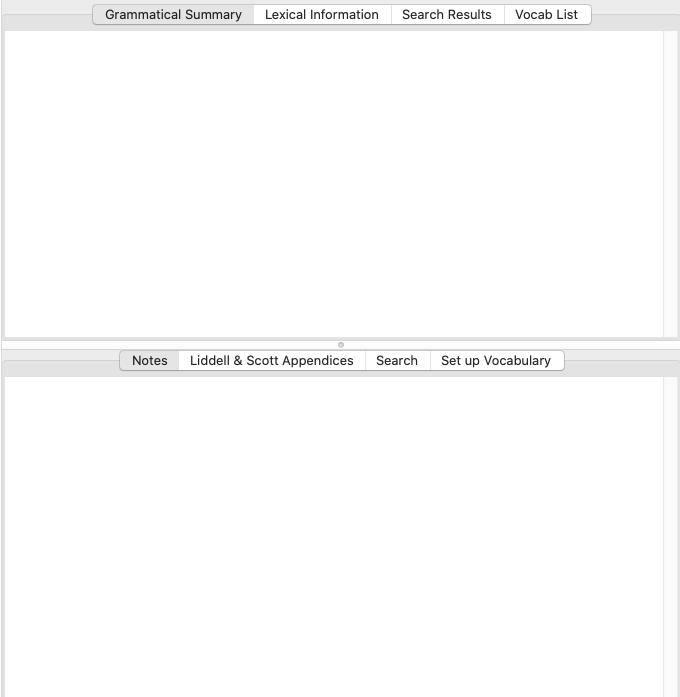 Grammatical Summary Lexical Information Search Results Vocab List
Notes Liddell & Scott Appendices Search Set up Vocabulary